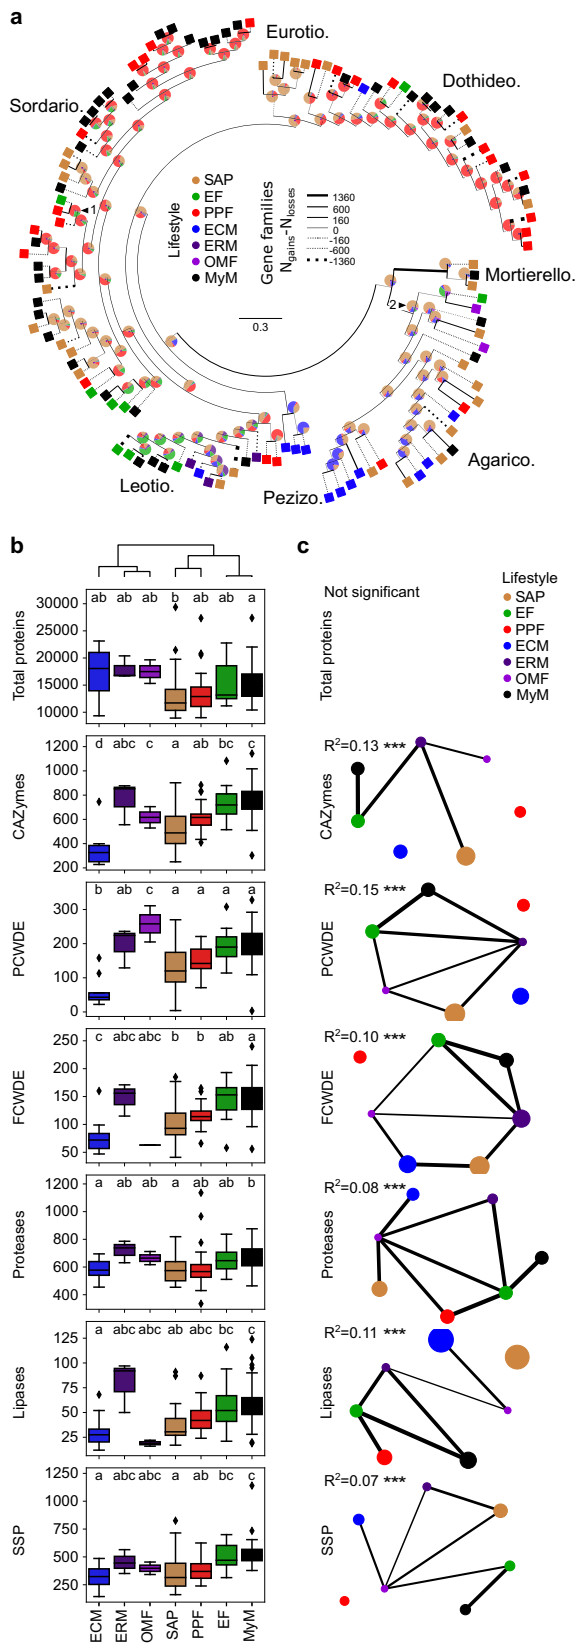 a
Eurotio.
Dothideo.
Sordario.
Lifestyle
SAP
EF
PPF
ECM
ERM
OMF
MyM
Gene families
Ngains-Nlosses
1360
600
160
0
-160
-600
-1360
1
2
0.3
Mortierello.
Agarico.
Leotio.
Pezizo.
b
Total proteins
30000
25000
20000
15000
10000
ab ab ab b ab ab a
CAZymes
1200
1000
800
600
400
200
d abc c a ab bc c
PCWDE
300
200
100
0
b ab c a a a a
FCWDE
250
200
150
100
50
c abc abc b b ab a
Proteases
1200
1000
800
600
400
a ab ab a a ab b
Lipases
125
100
75
50
25
a abc abc ab ab bc c
SSP
1250
1000
750
500
250
a abc abc a ab bc c
ECM ERM OMF SAP PPF EF MyM
c
Not significant
Lifestyle
SAP
EF
PPF
ECM
ERM
OMF
MyM
Total proteins
CAZymes
R²=0.13 ***
PCWDE
R²=0.15 ***
FCWDE
R²=0.10 ***
Proteases
R²=0.08 ***
Lipases
R²=0.11 ***
SSP
R²=0.07 ***